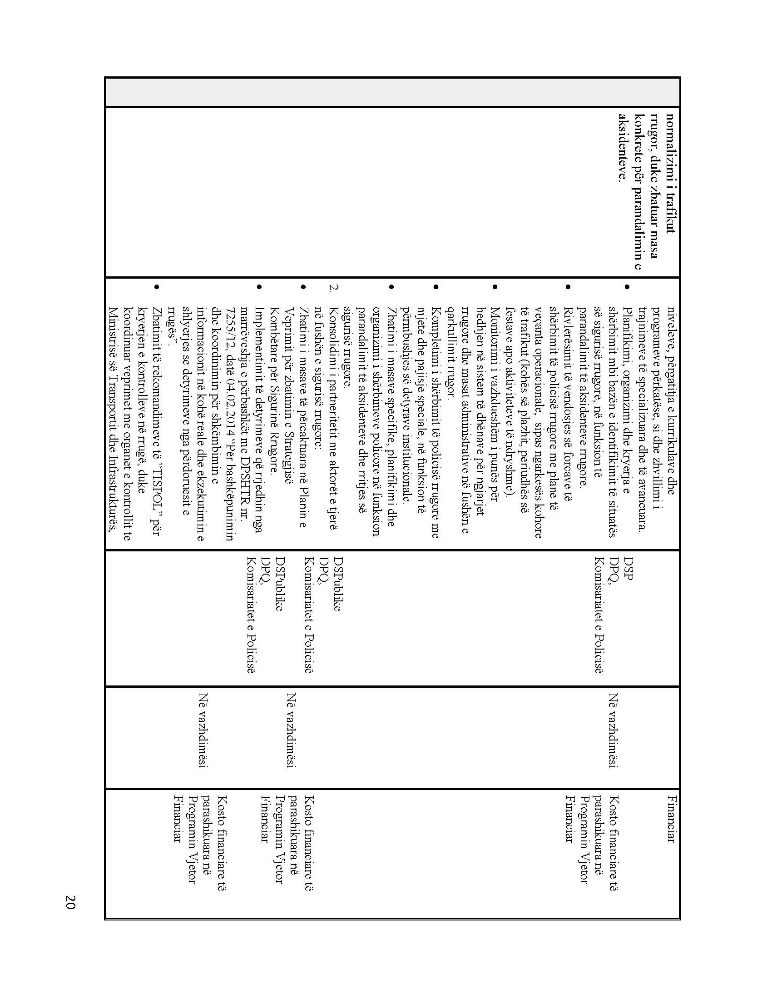 normalizimi i trafikut
rrugor, duke zbatuar masa
konkrete për parandalimin e
aksidenteve.
niveleve, përgatitja e kurrikulave dhe
programeve përkatëse, si dhe zhvillimi i
trajnimeve të specializuara dhe të avancuara.
• Planifikimi, organizimi dhe kryerja e
shërbimit mbi bazën e identifikimit të situatës
së sigurisë rrugore, në funksion të
parandalimit të aksidenteve rrugore.
• Rivlerësimit të vendosjes së forcave të
shërbimit të policisë rrugore me plane të
veçanta operacionale, sipas ngarkesës kohore
të trafikut (kohës së plazhit, periudhës së
festave apo aktiviteteve të ndryshme).
• Monitorimi i vazhdueshëm i punës për
hedhjen në sistem të dhënave për ngjarjet
rrugore dhe masat administrative në fushën e
qarkullimit rrugor.
• Kompletimi i shërbimit të policisë rrugore me
mjete dhe pajisje speciale, në funksion të
përmbushjes së detyrave institucionale.
• Zbatimi i masave specifike, planifikimi dhe
organizimi i shërbimeve policore në funksion
parandalimit të aksidenteve dhe rritjes së
sigurisë rrugore.
2. Konsolidimi i partneritetit me aktorët e tjerë
në fushën e sigurisë rrugore:
• Zbatimi i masave të përcaktuara në Planin e
Veprimit për zbatimin e Strategjisë
Kombëtare për Sigurinë Rrugore.
• Implementimit të detyrimeve që rrjedhin nga
marrëveshja e përbashkët me DPSHTR nr.
7255/12, datë 04.02.2014 “Për bashkëpunimin
dhe koordinimin për shkëmbimin e
informacionit në kohë reale dhe ekzekutimin e
shlyerjes se detyrimeve nga përdoruesit e
rrugës”.
• Zbatimit të rekomandimeve të ”TISPOL” për
kryerjen e kontrolleve në rrugë, duke
koordinuar veprimet me organet e kontrollit te
Ministrisë së Transportit dhe Infrastrukturës,
DSP
DPQ,
Komisariatet e Policisë
DSPublike
DPQ,
Komisariatet e Policisë
DSPublike
DPQ,
Komisariatet e Policisë
Në vazhdimësi
Në vazhdimësi
Në vazhdimësi
Financiar
Kosto financiare të
parashikuara në
Programin Vjetor
Financiar
Kosto financiare të
parashikuara në
Programin Vjetor
Financiar
Kosto financiare të
parashikuara në
Programin Vjetor
Financiar
20